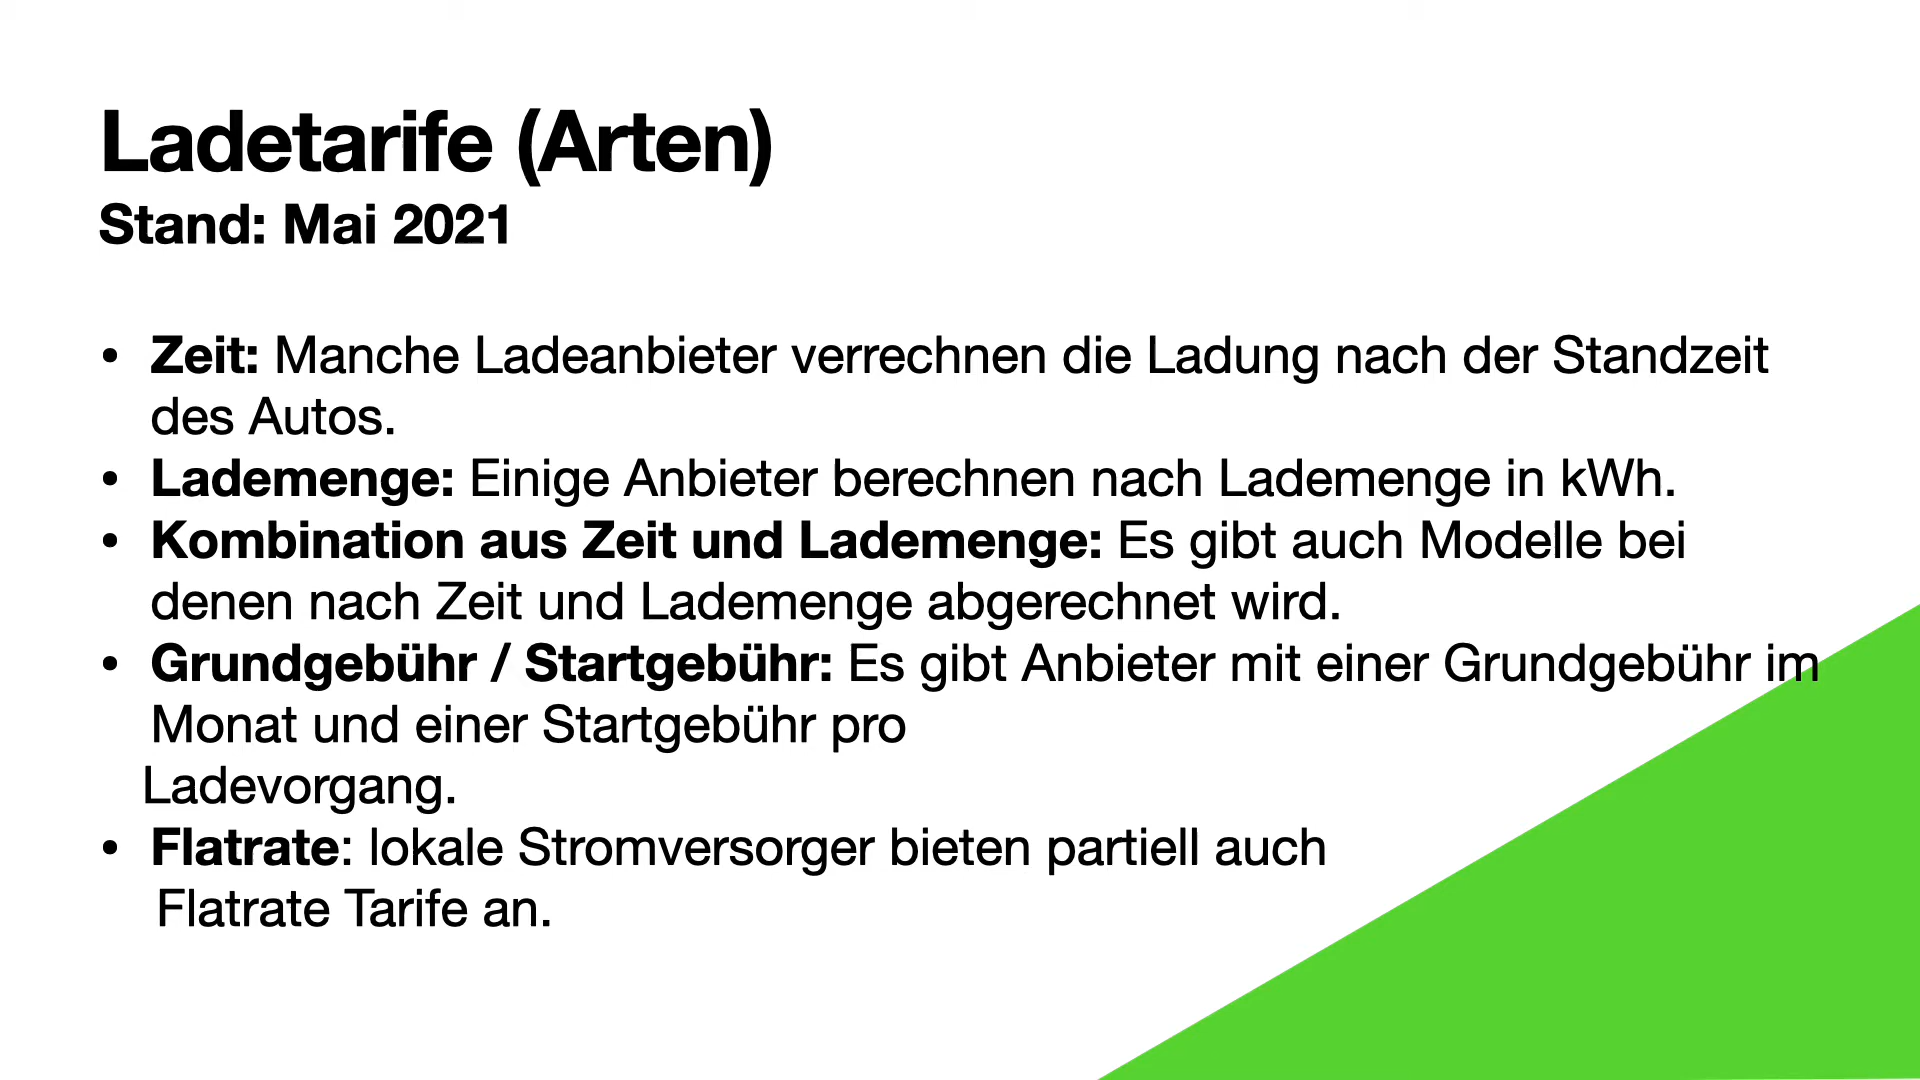 Ladetarife (Arten)
Stand: Mai 2021
• Zeit: Manche Ladeanbieter verrechnen die Ladung nach der Standzeit
des Autos.
• Lademenge: Einige Anbieter berechnen nach Lademenge in kWh.
• Kombination aus Zeit und Lademenge: Es gibt auch Modelle bei
denen nach Zeit und Lademenge abgerechnet wird.
• Grundgebühr / Startgebühr: Es gibt Anbieter mit einer Grundgebühr im
Monat und einer Startgebühr pro
Ladevorgang.
• Flatrate: lokale Stromversorger bieten partiell auch
Flatrate Tarife an.